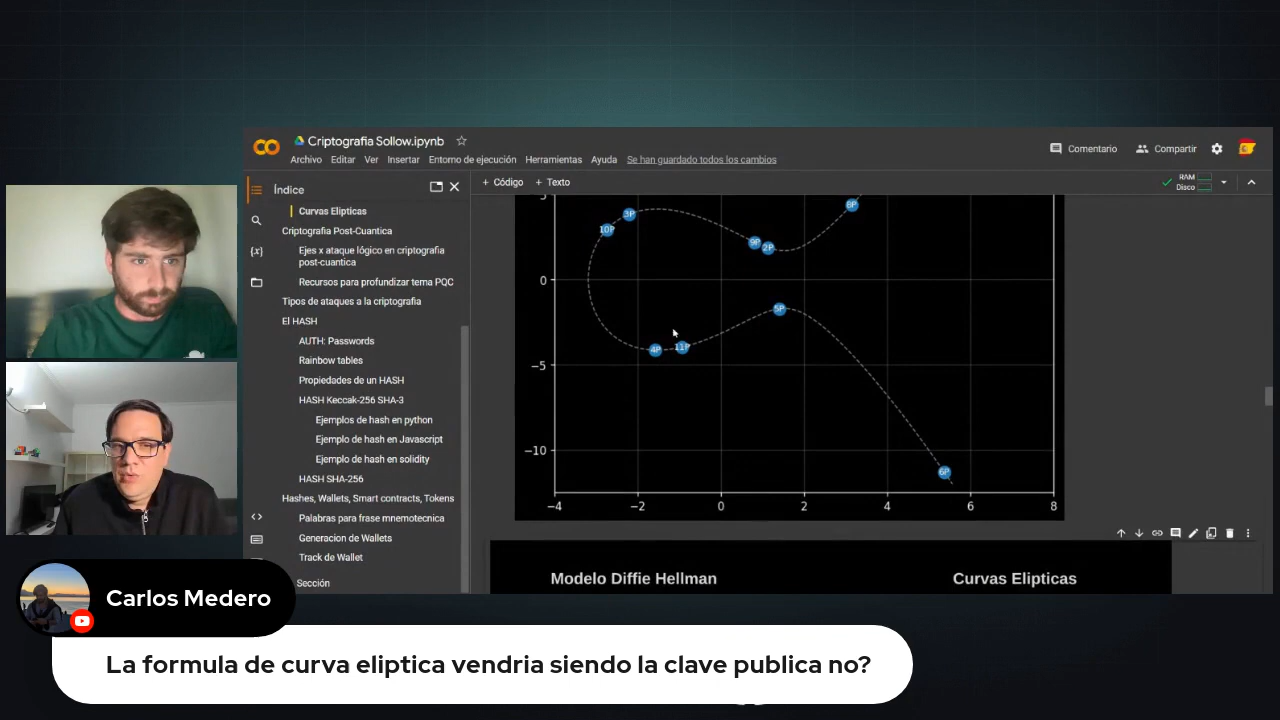 Criptografia Sollow.ipynb
Archivo Editar Ver Insertar Entorno de ejecución Herramientas Ayuda Se han guardado todos los cambios
Comentario Compartir
Índice
+ Código + Texto
RAM
Disco
Curvas Elipticas
Criptografia Post-Cuantica
Ejes x ataque lógico en criptografia
post-cuantica
Recursos para profundizar tema PQC
Tipos de ataques a la criptografia
El HASH
AUTH: Passwords
Rainbow tables
Propiedades de un HASH
HASH Keccak-256 SHA-3
Ejemplos de hash en python
Ejemplo de hash en Javascript
Ejemplo de hash en solidity
HASH SHA-256
Hashes, Wallets, Smart contracts, Tokens
Palabras para frase mnemotecnica
Generacion de Wallets
Track de Wallet
Sección
5
3P 8P
10P 9P 2P
0
5P
4P 11P
−5
−10
6P
−4 −2 0 2 4 6 8
Modelo Diffie Hellman Curvas Elipticas
Carlos Medero
La formula de curva eliptica vendria siendo la clave publica no?